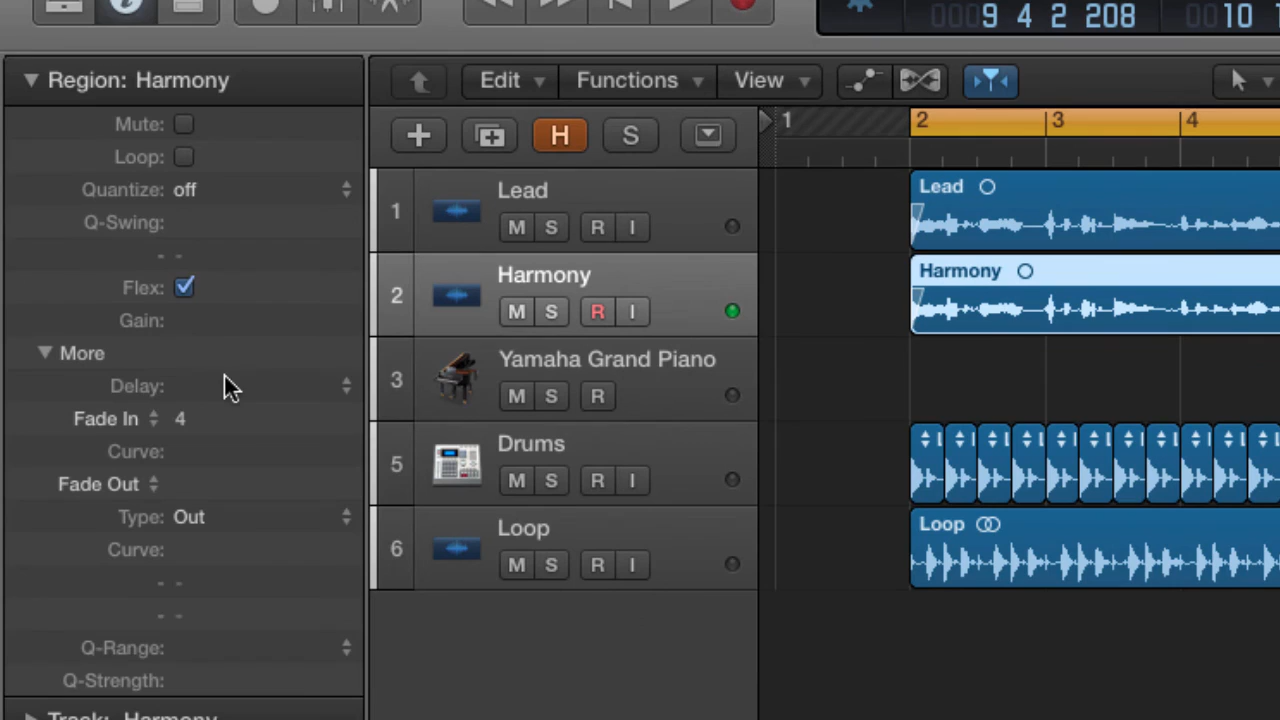 9 4 2 208
10
Region: Harmony
Edit
Functions
View
Mute:
Loop:
Quantize: off
Q-Swing:
- -
Flex:
Gain:
More
Delay:
Fade In 4
Curve:
Fade Out
Type: Out
Curve:
- -
- -
Q-Range:
Q-Strength:
Track: Harmony
H S
1 2 3 4
1 Lead
M S R I
2 Harmony
M S R I
3 Yamaha Grand Piano
M S R
5 Drums
M S R I
6 Loop
M S R I
Lead
Harmony
Loop